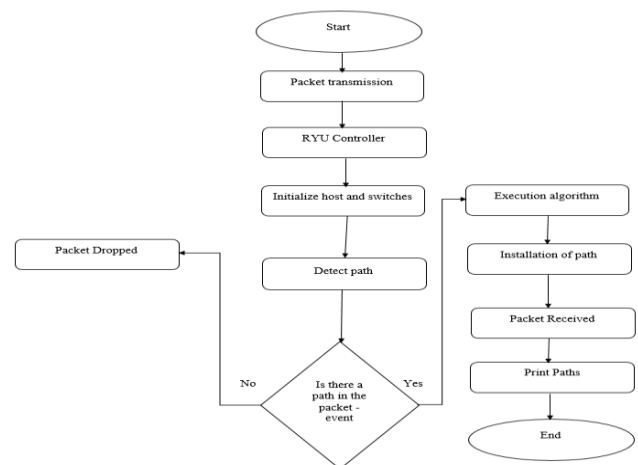 Start
Packet transmission
RYU Controller
Initialize host and switches
Detect path
Is there a
path in the
packet -
event
No
Packet Dropped
Yes
Execution algorithm
Installation of path
Packet Received
Print Paths
End